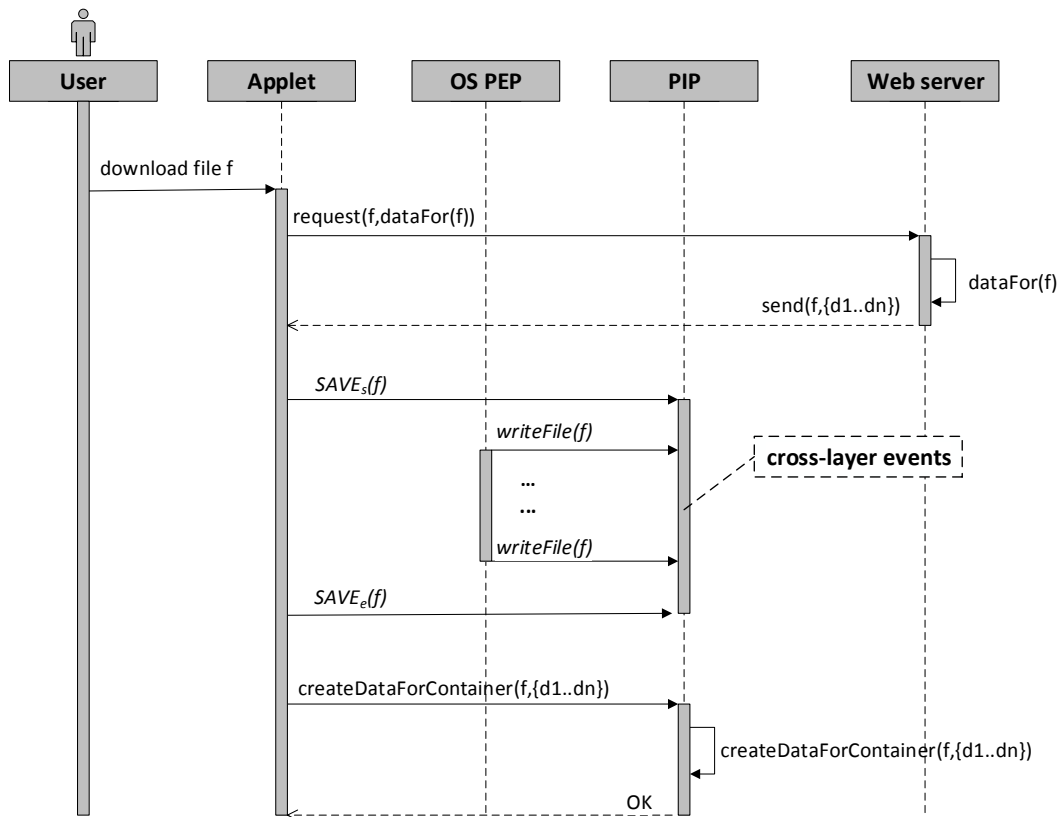 User
Applet
OS PEP
PIP
Web server
download file f
request(f,dataFor(f))
dataFor(f)
send(f,{d1..dn})
SAVEs(f)
writeFile(f)
cross-layer events
...
...
writeFile(f)
SAVEe(f)
createDataForContainer(f,{d1..dn})
createDataForContainer(f,{d1..dn})
OK